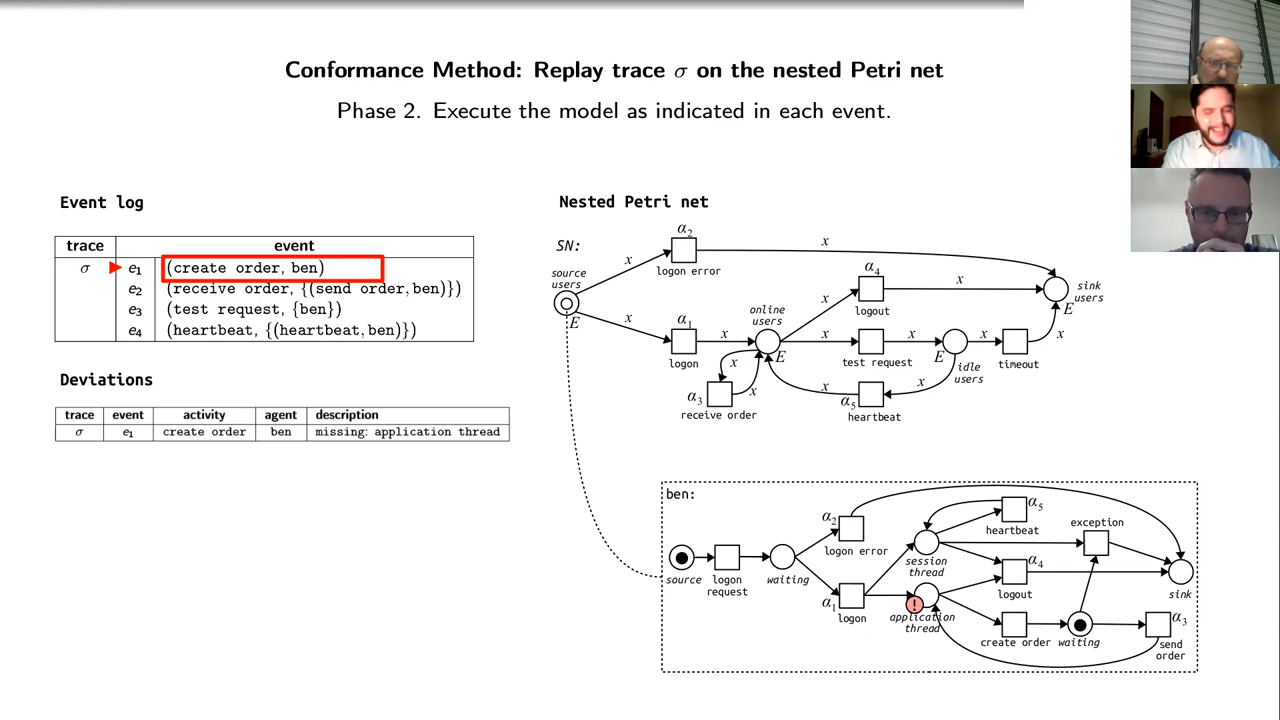 Conformance Method: Replay trace σ on the nested Petri net
Phase 2. Execute the model as indicated in each event.
Event log
trace event
σ e1 (create order, ben)
e2 (receive order, {(send order, ben)})
e3 (test request, {ben})
e4 (heartbeat, {(heartbeat, ben)})
Deviations
trace event activity agent description
σ e1 create order ben missing: application thread
Nested Petri net
SN:
α2
x
x
logon error
source
users
E
α4
x
x
logout
sink
users
E
x
online
users
E
α1
x
x
logon
x
test request
x
E
idle
users
x
timeout
x
x
α3
x
receive order
x
α5
x
heartbeat
ben:
α2
logon error
α5
heartbeat
exception
source
logon
request
waiting
session
thread
α4
logout
sink
α1
logon
!
application
thread
create order
waiting
α3
send
order